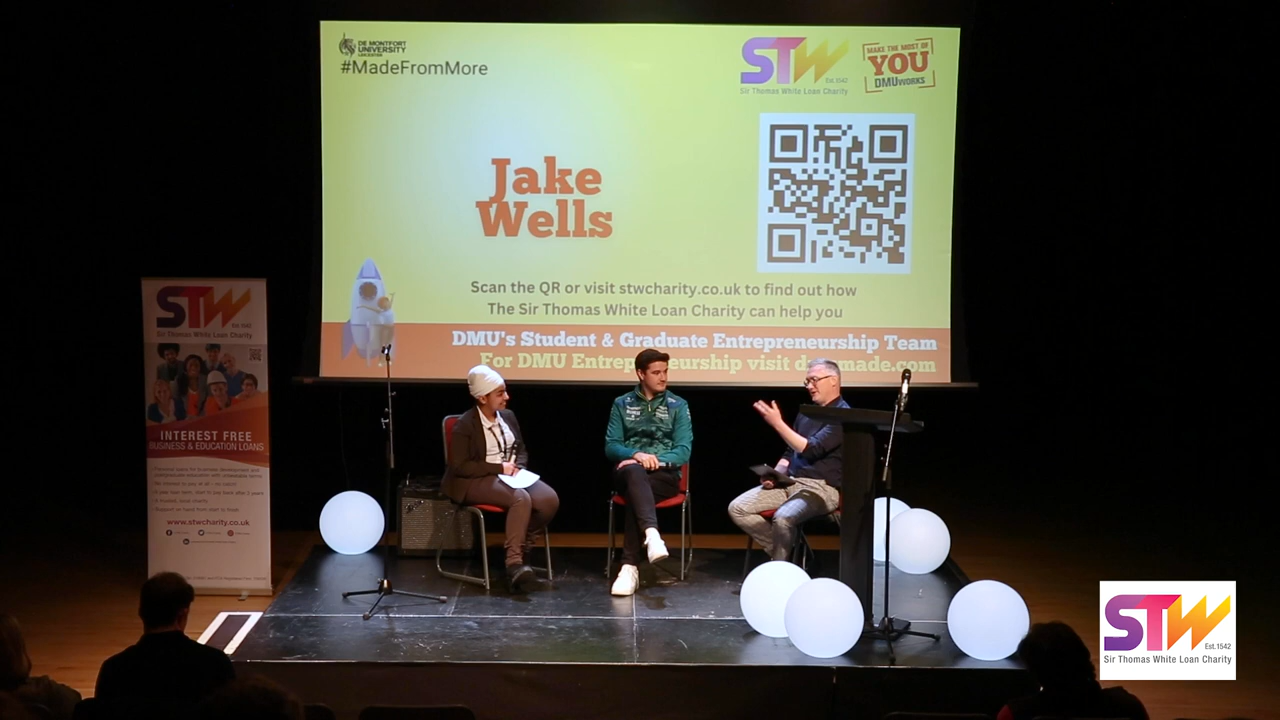 DE MONTFORT
UNIVERSITY
LEICESTER
#MadeFromMore
STW
Est. 1542
Sir Thomas White Loan Charity
MAKE THE MOST OF
YOU
DMUWORKS
Jake
Wells
Scan the QR or visit stwcharity.co.uk to find out how
The Sir Thomas White Loan Charity can help you
DMU's Student & Graduate Entrepreneurship Team
For DMU Entrepreneurship visit made.com
STW
Est. 1542
Sir Thomas White Loan Charity
INTEREST FREE
BUSINESS & EDUCATION LOANS
www.stwcharity.co.uk
STW
Est.1542
Sir Thomas White Loan Charity